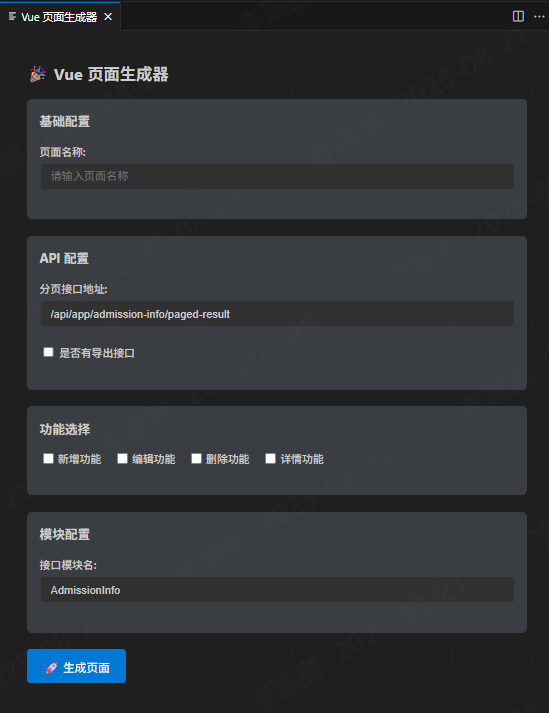 Vue 页面生成器
🎉 Vue 页面生成器
基础配置
页面名称:
请输入页面名称
API 配置
分页接口地址:
/api/app/admission-info/paged-result
是否有导出接口
功能选择
新增功能 编辑功能 删除功能 详情功能
模块配置
接口模块名:
AdmissionInfo
🚀 生成页面
2025-08-21